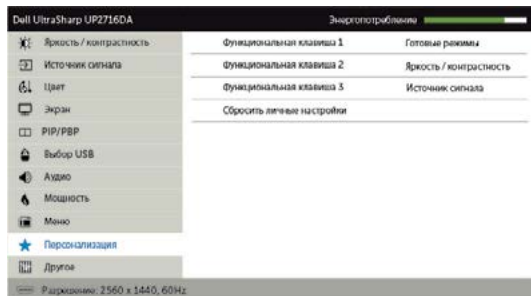 Dell UltraSharp UP2716DA Энергопотребление
Яркость / контрастность Функциональная клавиша 1 Готовые режимы
Источник сигнала Функциональная клавиша 2 Яркость / контрастность
Цвет Функциональная клавиша 3 Источник сигнала
Экран Сбросить личные настройки
PIP/PBP
Выбор USB
Аудио
Мощность
Меню
Персонализация
Другое
Разрешение: 2560 x 1440, 60Hz